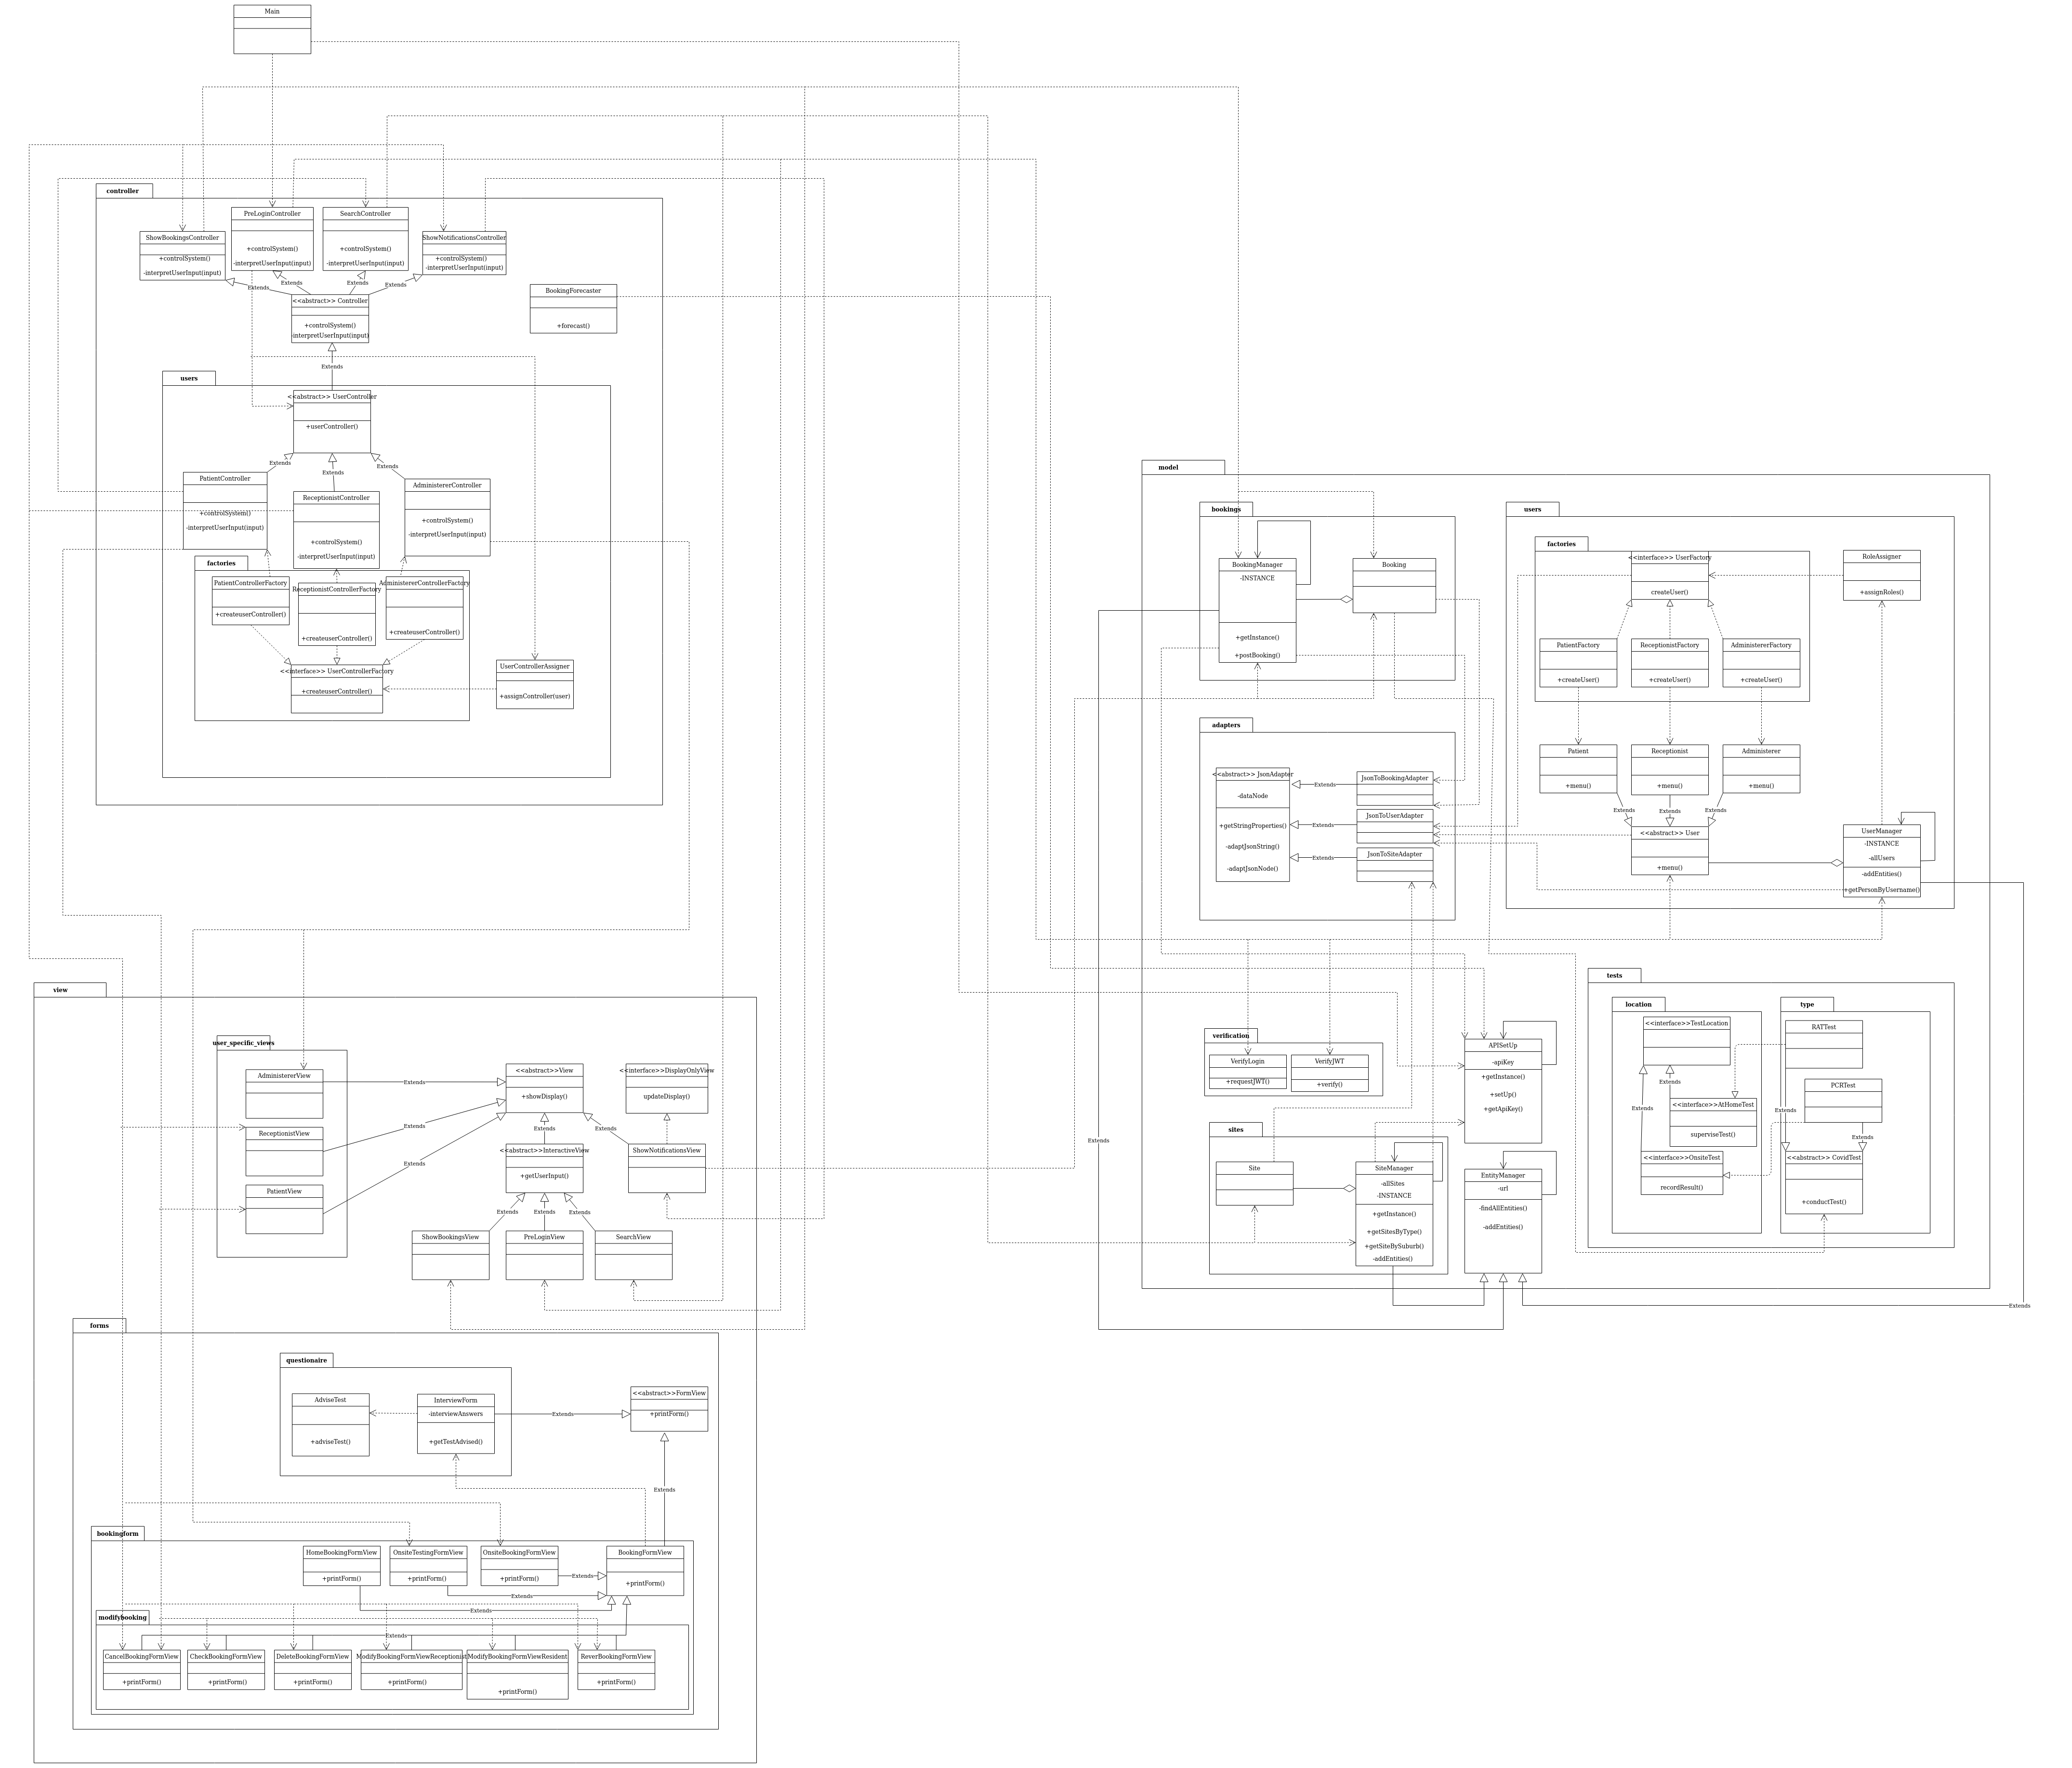 Main
controller
PreLoginController
+controlSystem()
-interpretUserInput(input)
SearchController
+controlSystem()
-interpretUserInput(input)
ShowBookingsController
+controlSystem()
-interpretUserInput(input)
ShowNotificationsController
+controlSystem()
-interpretUserInput(input)
Extends
Extends
Extends
Extends
<<abstract>> Controller
+controlSystem()
-interpretUserInput(input)
BookingForecaster
+forecast()
Extends
users
<<abstract>> UserController
+userController()
Extends
Extends
Extends
PatientController
+controlSystem()
-interpretUserInput(input)
ReceptionistController
+controlSystem()
-interpretUserInput(input)
AdministererController
+controlSystem()
-interpretUserInput(input)
factories
PatientControllerFactory
+createuserController()
ReceptionistControllerFactory
+createuserController()
AdministererControllerFactory
+createuserController()
<<interface>> UserControllerFactory
+createuserController()
UserControllerAssigner
+assignController(user)
model
bookings
BookingManager
-INSTANCE
+getInstance()
+postBooking()
Booking
users
factories
<<interface>> UserFactory
createUser()
RoleAssigner
+assignRoles()
PatientFactory
+createUser()
ReceptionistFactory
+createUser()
AdministererFactory
+createUser()
Patient
+menu()
Receptionist
+menu()
Administerer
+menu()
Extends
Extends
Extends
<<abstract>> User
+menu()
UserManager
-INSTANCE
-allUsers
-addEntities()
+getPersonByUsername()
adapters
<<abstract>> JsonAdapter
-dataNode
+getStringProperties()
-adaptJsonString()
-adaptJsonNode()
Extends
Extends
Extends
JsonToBookingAdapter
JsonToUserAdapter
JsonToSiteAdapter
verification
VerifyLogin
+requestJWT()
VerifyJWT
+verify()
APISetUp
-apiKey
+getInstance()
+setUp()
+getApiKey()
sites
Site
SiteManager
-allSites
-INSTANCE
+getInstance()
+getSitesByType()
+getSiteBySuburb()
-addEntities()
EntityManager
-url
-findAllEntities()
-addEntities()
Extends
Extends
tests
location
<<interface>>TestLocation
Extends
Extends
<<interface>>AtHomeTest
superviseTest()
<<interface>>OnsiteTest
recordResult()
type
RATTest
PCRTest
Extends
Extends
<<abstract>> CovidTest
+conductTest()
view
user_specific_views
AdministererView
ReceptionistView
PatientView
Extends
Extends
Extends
<<abstract>>View
+showDisplay()
<<interface>>DisplayOnlyView
updateDisplay()
Extends
Extends
<<abstract>>InteractiveView
+getUserInput()
ShowNotificationsView
Extends
Extends
Extends
ShowBookingsView
PreLoginView
SearchView
forms
questionaire
AdviseTest
+adviseTest()
InterviewForm
-interviewAnswers
+getTestAdvised()
Extends
<<abstract>>FormView
+printForm()
Extends
bookingform
HomeBookingFormView
+printForm()
OnsiteTestingFormView
+printForm()
OnsiteBookingFormView
+printForm()
BookingFormView
+printForm()
Extends
Extends
Extends
modifybooking
Extends
CancelBookingFormView
+printForm()
CheckBookingFormView
+printForm()
DeleteBookingFormView
+printForm()
ModifyBookingFormViewReceptionist
+printForm()
ModifyBookingFormViewResident
+printForm()
ReverBookingFormView
+printForm()